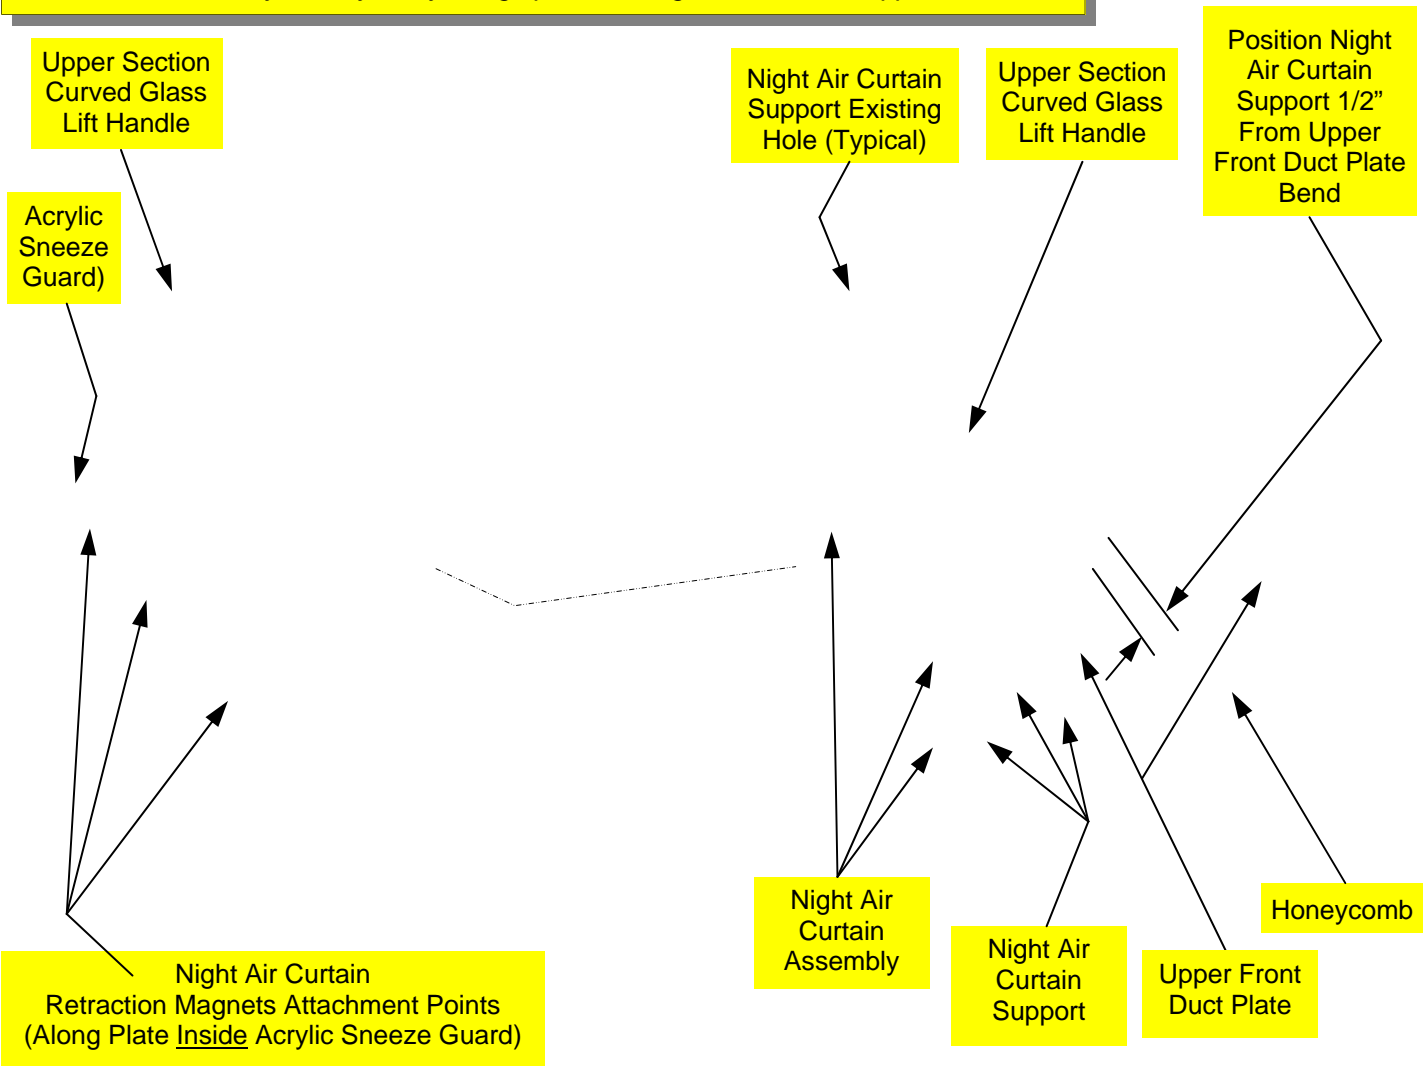 Upper Section
Curved Glass
Lift Handle
Night Air Curtain
Support Existing
Hole (Typical)
Upper Section
Curved Glass
Lift Handle
Position Night
Air Curtain
Support 1/2”
From Upper
Front Duct Plate
Bend
Acrylic
Sneeze
Guard)
Night Air
Curtain
Assembly
Honeycomb
Night Air
Curtain
Support
Upper Front
Duct Plate
Night Air Curtain
Retraction Magnets Attachment Points
(Along Plate Inside Acrylic Sneeze Guard)